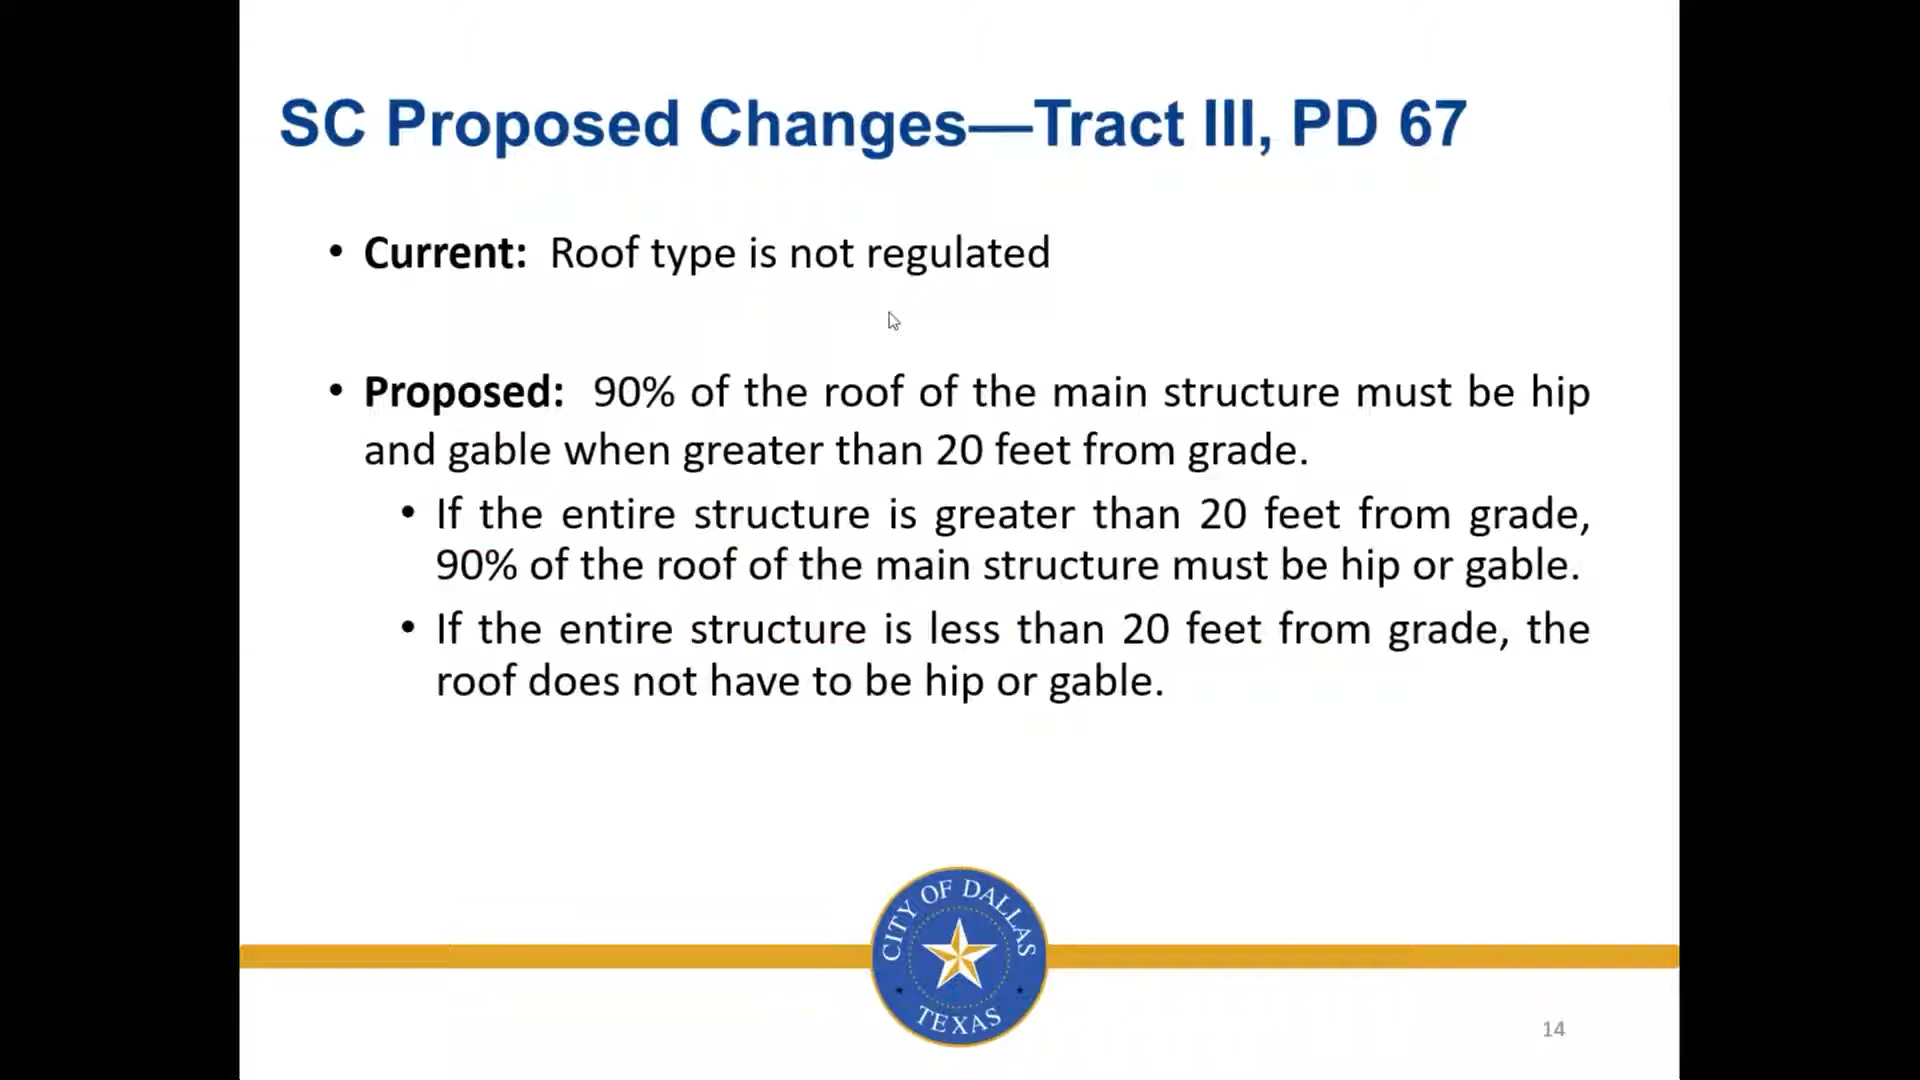 SC Proposed Changes—Tract III, PD 67
• Current: Roof type is not regulated
• Proposed: 90% of the roof of the main structure must be hip
and gable when greater than 20 feet from grade.
• If the entire structure is greater than 20 feet from grade,
90% of the roof of the main structure must be hip or gable.
• If the entire structure is less than 20 feet from grade, the
roof does not have to be hip or gable.
CITY OF DALLAS
TEXAS
14